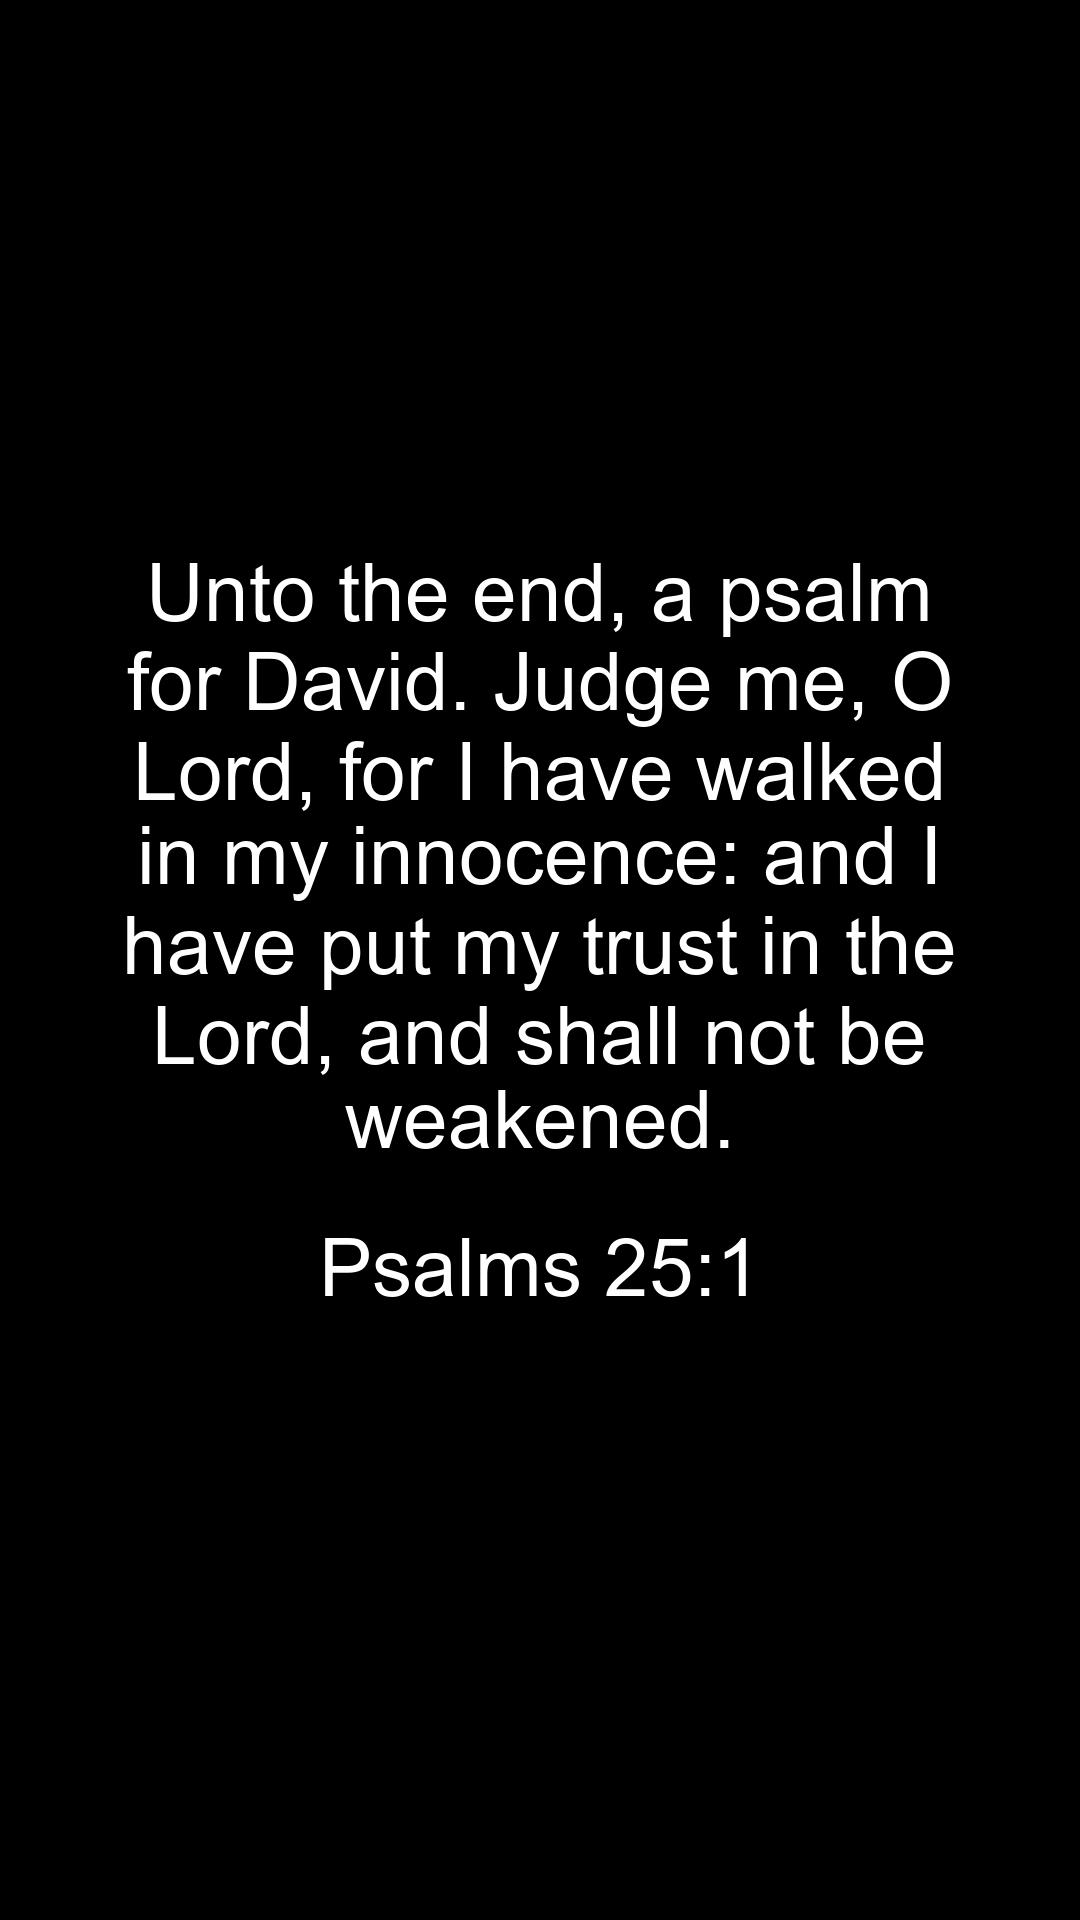 Unto the end, a psalm
for David. Judge me, O
Lord, for I have walked
in my innocence: and I
have put my trust in the
Lord, and shall not be
weakened.
Psalms 25:1